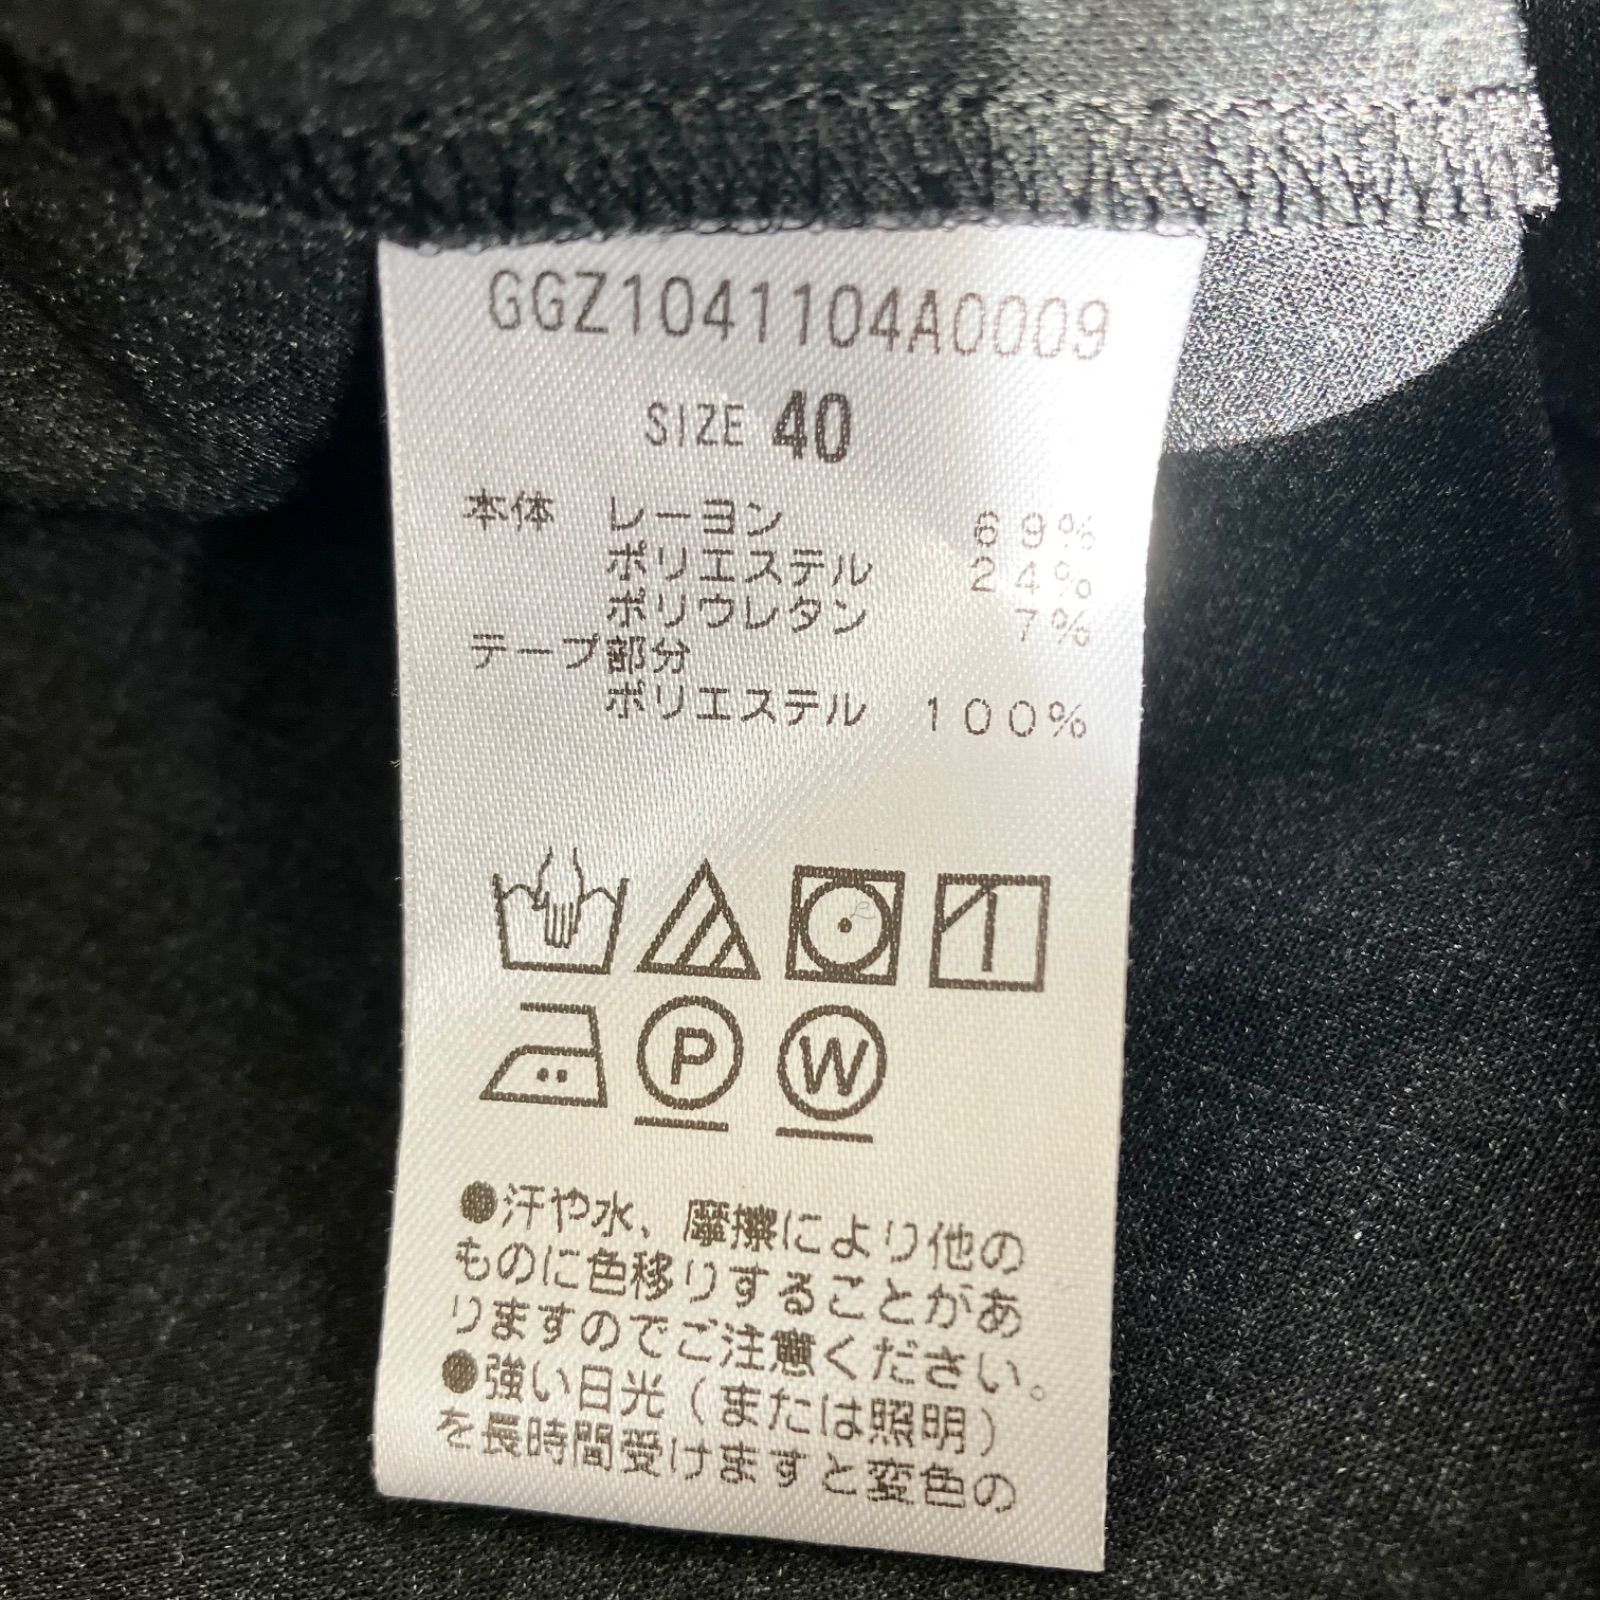 GGZ1041104A0009
SIZE 40
本体 レーヨン 69%
ポリエステル 24%
ポリウレタン 7%
テープ部分
ポリエステル 100%
P W
●汗や水、摩擦により他の
ものに色移りすることがあ
りますのでご注意ください。
●強い日光(または照明)
を長時間受けますと変色の